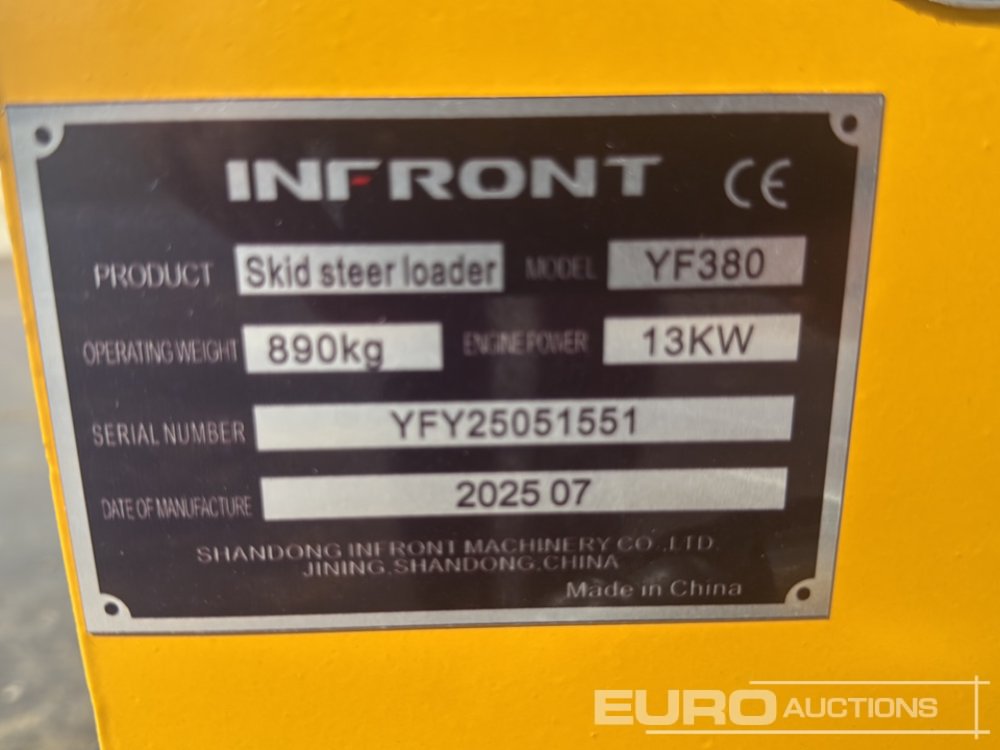 INFRONT CE
PRODUCT Skid steer loader MODEL YF380
OPERATING WEIGHT 890kg ENGINE POWER 13KW
SERIAL NUMBER YFY25051551
DATE OF MANUFACTURE 2025 07
SHANDONG INFRONT MACHINERY CO.,LTD.
JINING,SHANDONG,CHINA
Made in China
EURO AUCTIONS